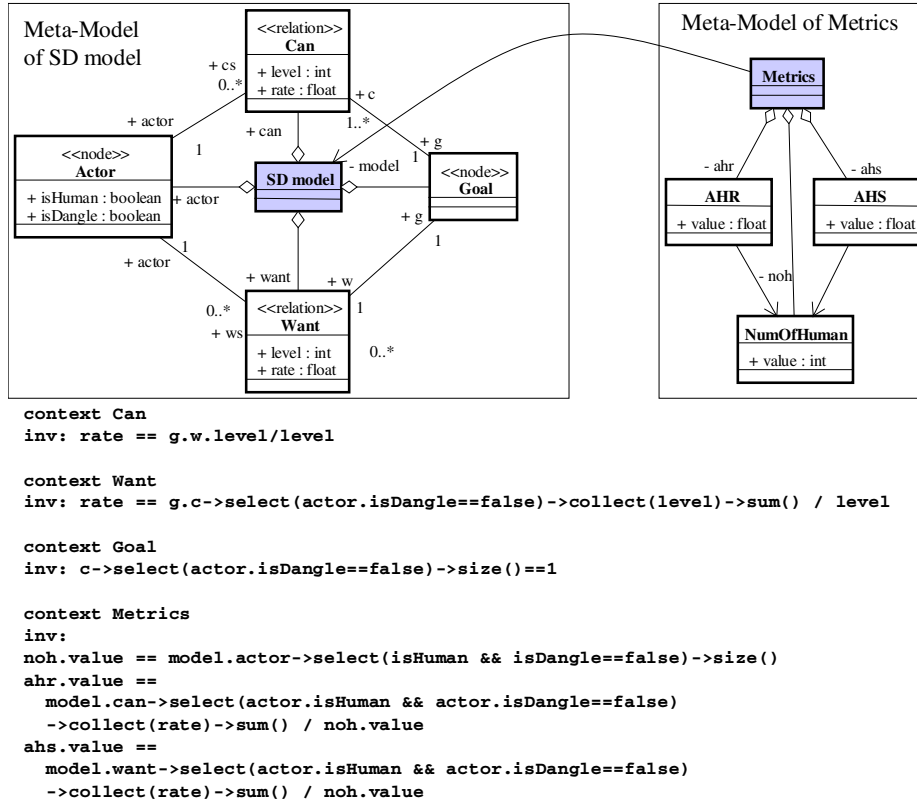 Meta-Model
of SD model
<<relation>>
Can
+ level : int
+ rate : float
+ cs
0..*
+ actor
1
+ can
+ c
1..*
+ g
1
<<node>>
Actor
+ isHuman : boolean
+ isDangle : boolean
+ actor
SD model
- model
<<node>>
Goal
+ g
1
1
+ actor
+ want
+ w
1
0..*
+ ws
<<relation>>
Want
+ level : int
+ rate : float
0..*
Meta-Model of Metrics
Metrics
- ahr
- ahs
AHR
+ value : float
AHS
+ value : float
- noh
NumOfHuman
+ value : int
context Can
inv: rate == g.w.level/level
context Want
inv: rate == g.c->select(actor.isDangle==false)->collect(level)->sum() / level
context Goal
inv: c->select(actor.isDangle==false)->size()==1
context Metrics
inv:
noh.value == model.actor->select(isHuman && isDangle==false)->size()
ahr.value ==
model.can->select(actor.isHuman && actor.isDangle==false)
->collect(rate)->sum() / noh.value
ahs.value ==
model.want->select(actor.isHuman && actor.isDangle==false)
->collect(rate)->sum() / noh.value